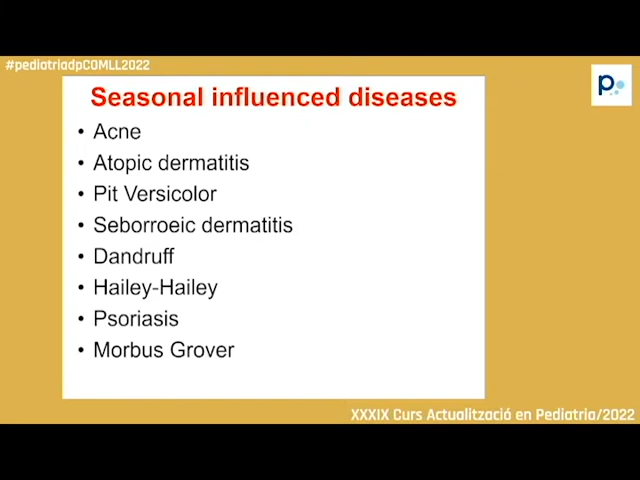 #pediatriadpCOMLL2022
p
Seasonal influenced diseases
• Acne
• Atopic dermatitis
• Pit Versicolor
• Seborroeic dermatitis
• Dandruff
• Hailey-Hailey
• Psoriasis
• Morbus Grover
XXXIX Curs Actualització en Pediatria/2022